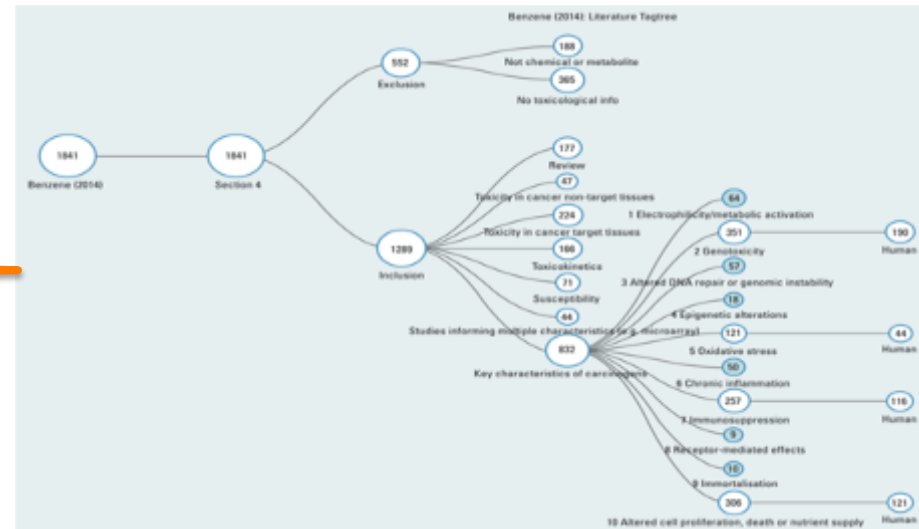 Benzene (2014): Literature Tagtree
188
Not chemical or metabolite
552
Exclusion
365
No toxicological info
1841
Benzene (2014)
1841
Section 4
177
Review
47
Toxicity in cancer non-target tissues
224
Toxicity in cancer target tissues
1289
Inclusion
166
Toxicokinetics
71
Susceptibility
44
Studies informing multiple characteristics (e.g. microarray)
832
Key characteristics of carcinogens
64
1 Electrophilicity/metabolic activation
351
190
2 Genotoxicity
Human
57
3 Altered DNA repair or genomic instability
18
4 Epigenetic alterations
121
44
5 Oxidative stress
Human
50
6 Chronic inflammation
257
116
7 Immunosuppression
Human
9
8 Receptor-mediated effects
10
9 Immortalisation
306
121
10 Altered cell proliferation, death or nutrient supply
Human